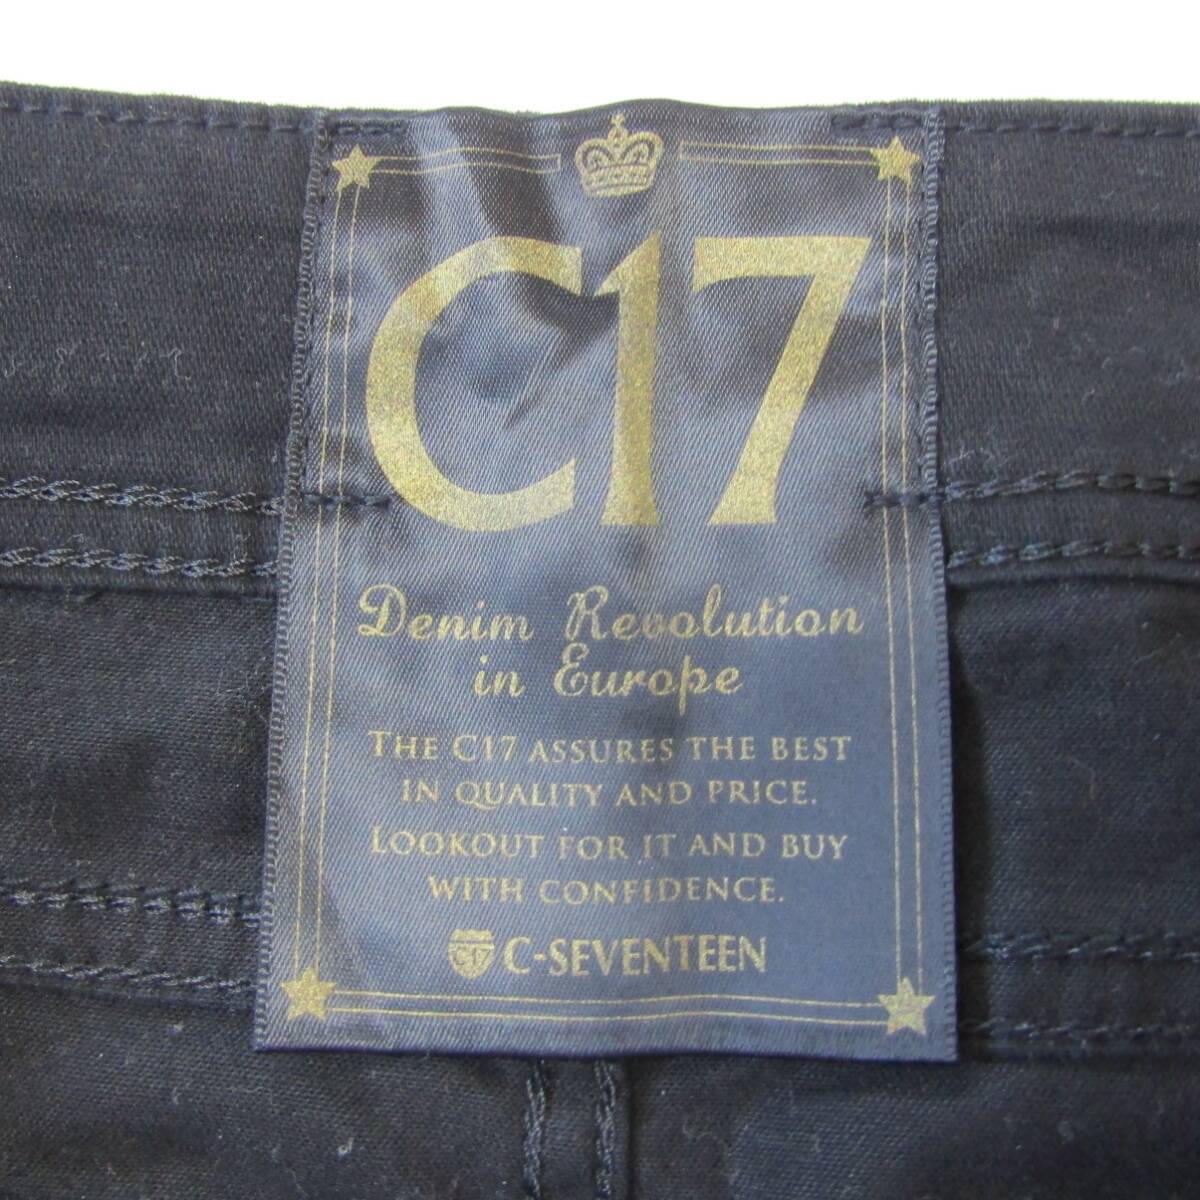 C17
Denim Revolution
in Europe
THE C17 ASSURES THE BEST
IN QUALITY AND PRICE.
LOOKOUT FOR IT AND BUY
WITH CONFIDENCE.
C17 C-SEVENTEEN